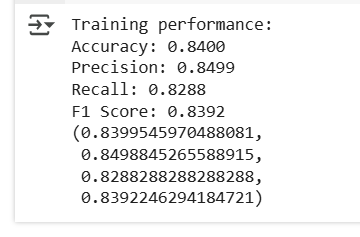 Training performance:
Accuracy: 0.8400
Precision: 0.8499
Recall: 0.8288
F1 Score: 0.8392
(0.8399545970488081,
0.8498845265588915,
0.8288288288288288,
0.8392246294184721)